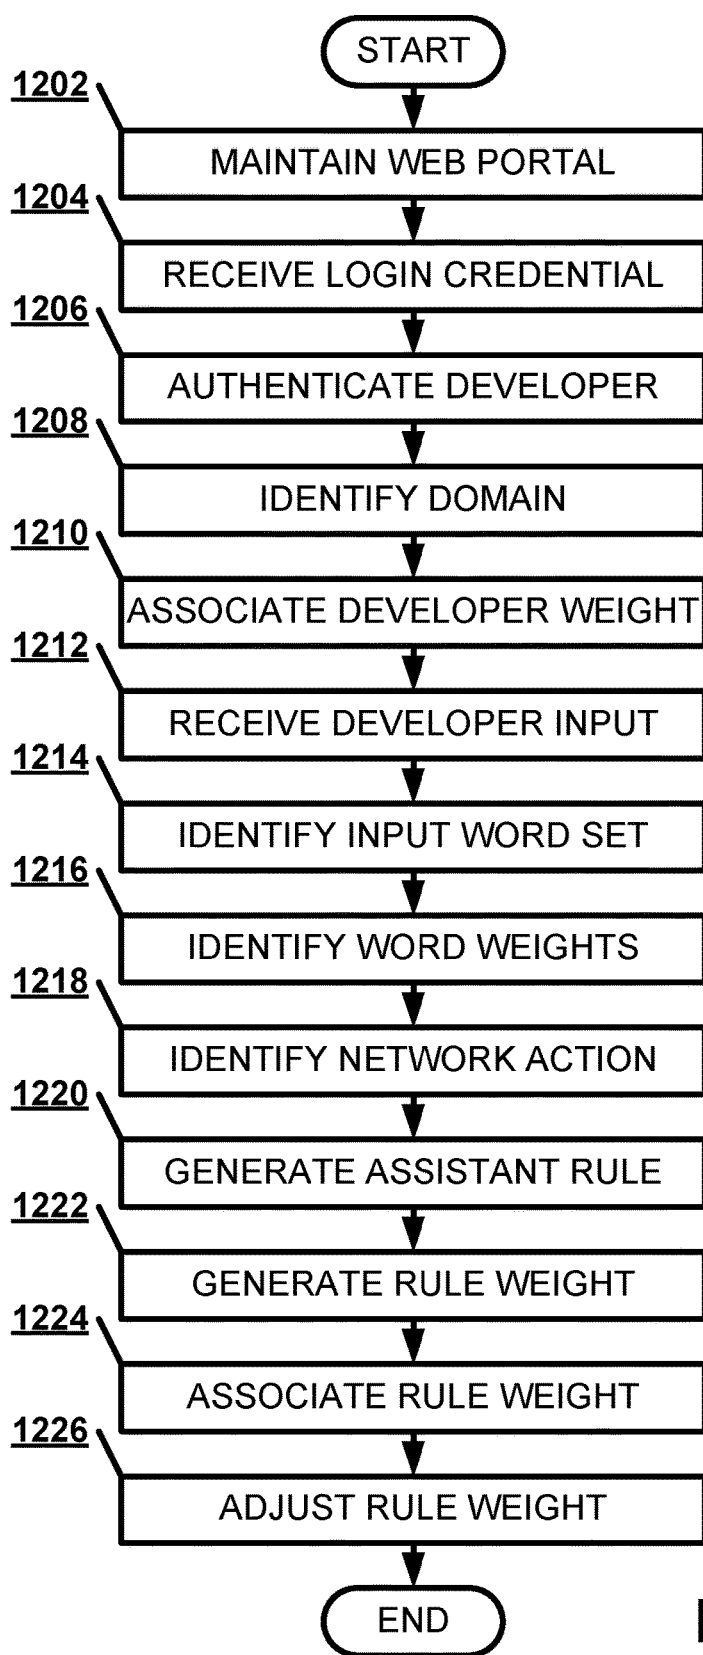 START
1202
MAINTAIN WEB PORTAL
1204
RECEIVE LOGIN CREDENTIAL
1206
AUTHENTICATE DEVELOPER
1208
IDENTIFY DOMAIN
1210
ASSOCIATE DEVELOPER WEIGHT
1212
RECEIVE DEVELOPER INPUT
1214
IDENTIFY INPUT WORD SET
1216
IDENTIFY WORD WEIGHTS
1218
IDENTIFY NETWORK ACTION
1220
GENERATE ASSISTANT RULE
1222
GENERATE RULE WEIGHT
1224
ASSOCIATE RULE WEIGHT
1226
ADJUST RULE WEIGHT
END